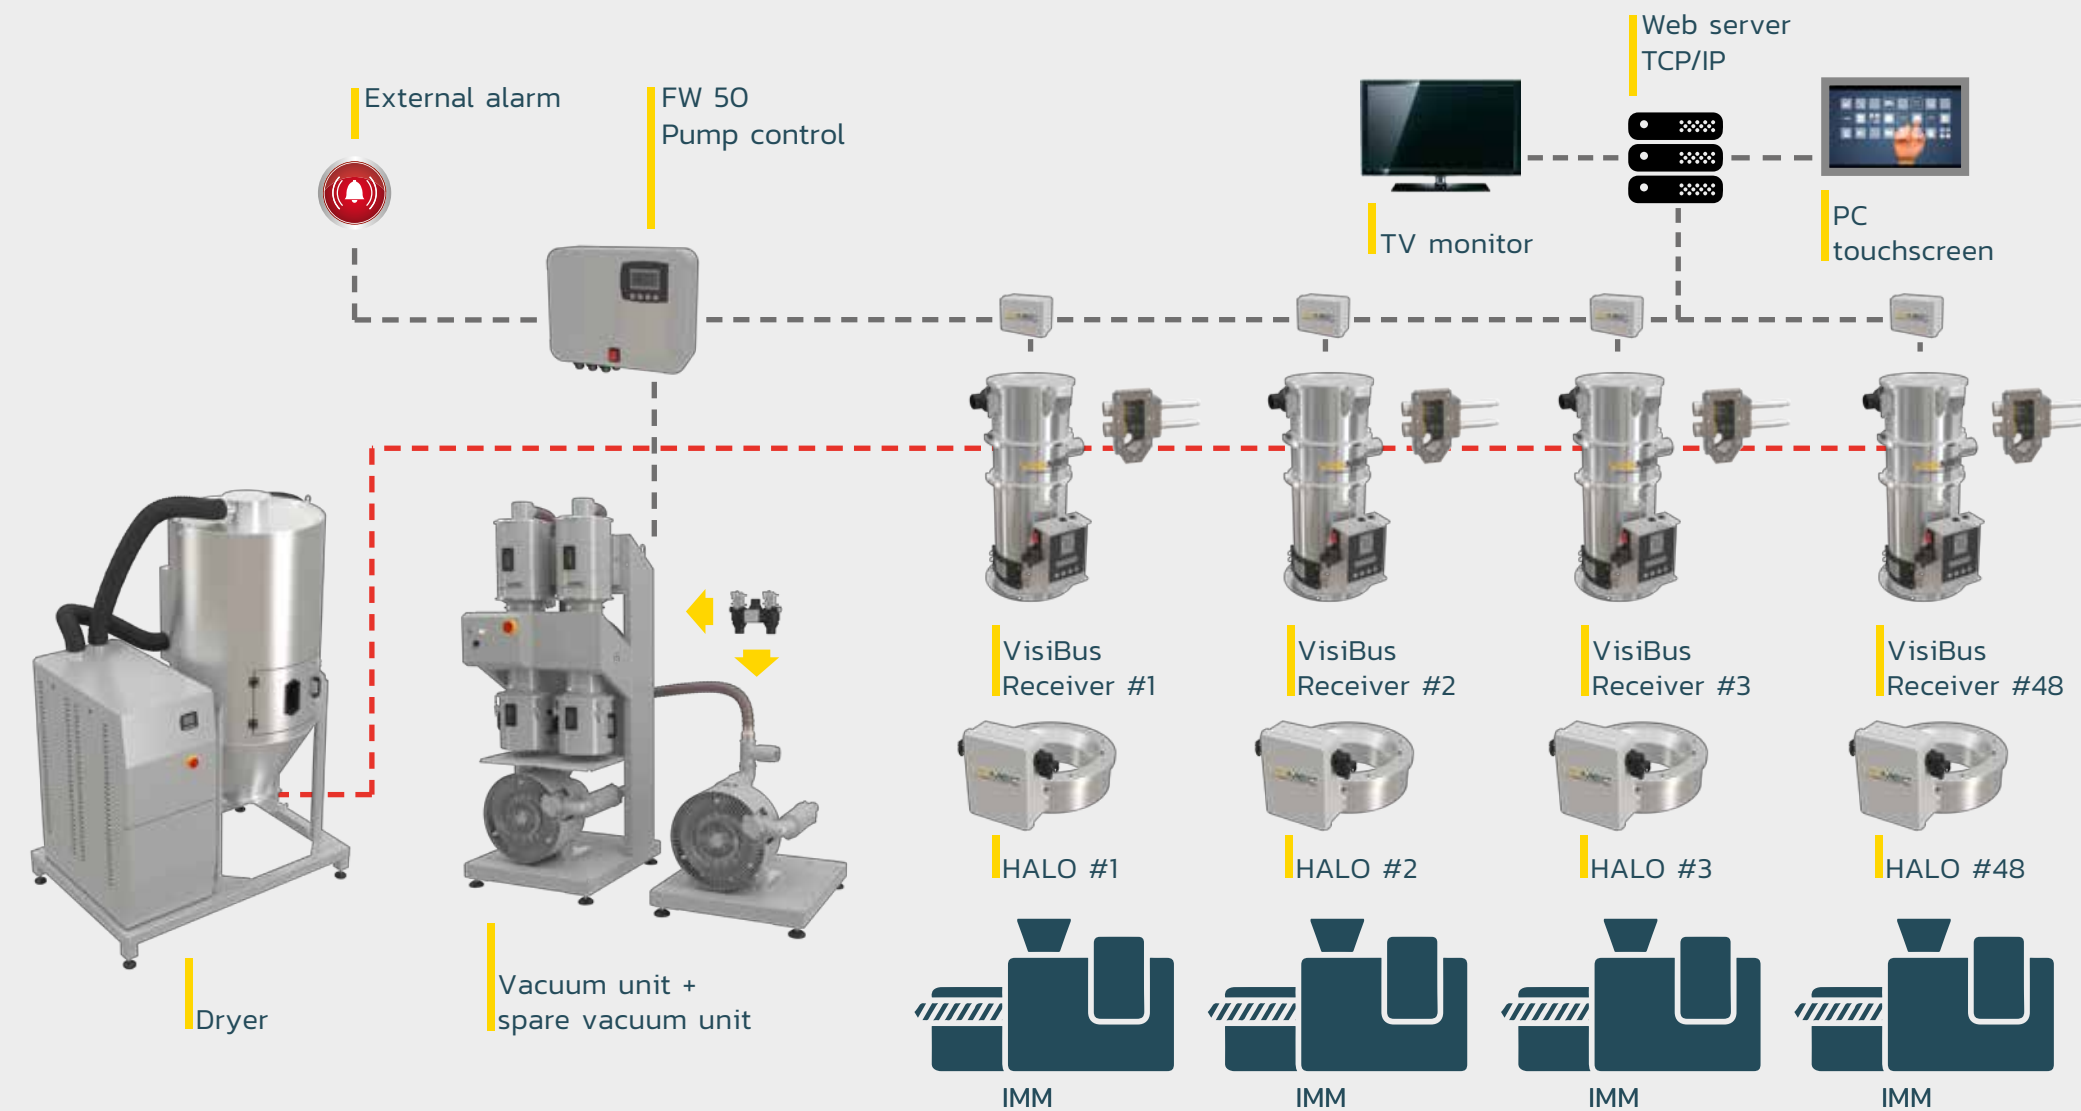 Web server
TCP/IP
External alarm
FW 50
Pump control
TV monitor
PC
touchscreen
VisiBus
Receiver #1
VisiBus
Receiver #2
VisiBus
Receiver #3
VisiBus
Receiver #48
HALO #1
HALO #2
HALO #3
HALO #48
Dryer
Vacuum unit +
spare vacuum unit
IMM
IMM
IMM
IMM